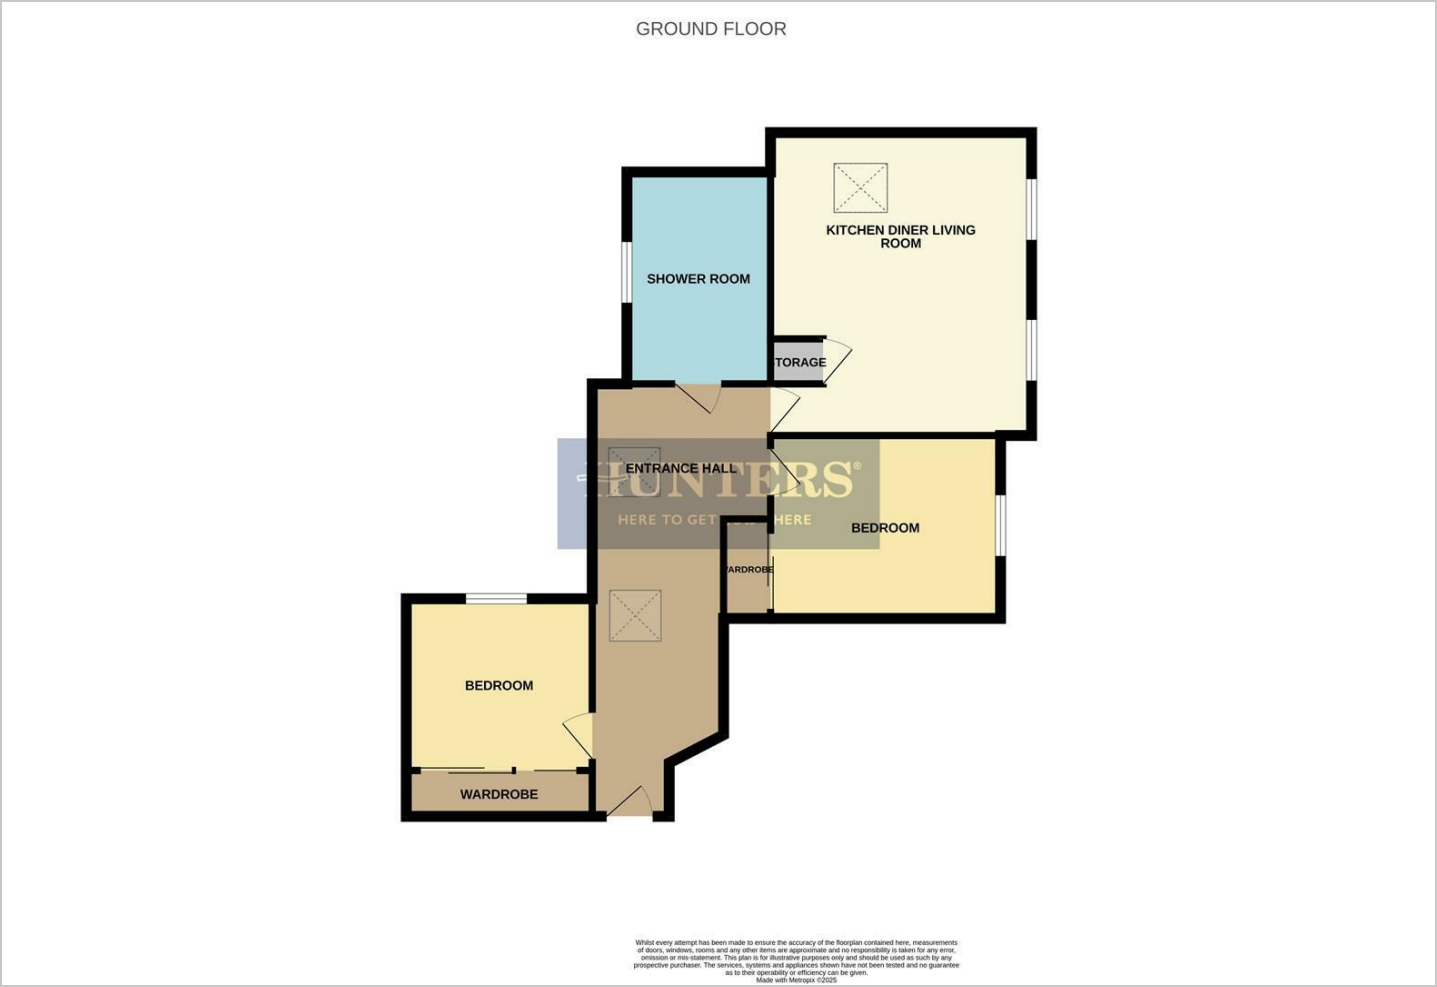 GROUND FLOOR
KITCHEN DINER LIVING
ROOM
SHOWER ROOM
TORAGE
ENTRANCE HALL
HUNTERS®
HERE TO GET HERE
BEDROOM
ARDROBE
BEDROOM
WARDROBE
Whilst every attempt has been made to ensure the accuracy of the floorplan contained here, measurements
of doors, windows, rooms and any other items are approximate and no responsibility is taken for any error,
omission or mis-statement. This plan is for illustrative purposes only and should be used as such by any
prospective purchaser. The services, systems and appliances shown have not been tested and no guarantee
as to their operability or efficiency can be given.
Made with Metropix ©2025